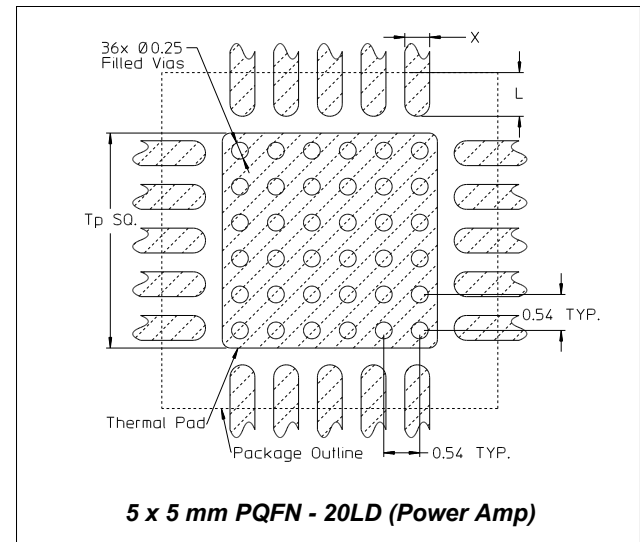 36x Ø0.25
Filled Vias
X
L
Tp SQ.
0.54 TYP.
Thermal Pad
Package Outline
0.54 TYP.
5 x 5 mm PQFN - 20LD (Power Amp)